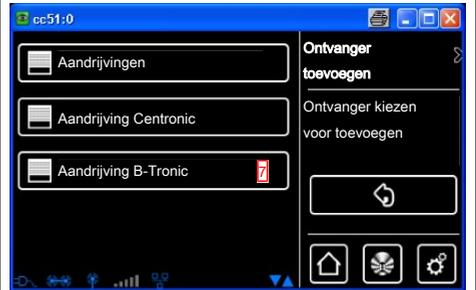 cc51:0
Aandrijvingen
Aandrijving Centronic
Aandrijving B-Tronic
7
Ontvanger
toevoegen
Ontvanger kiezen
voor toevoegen